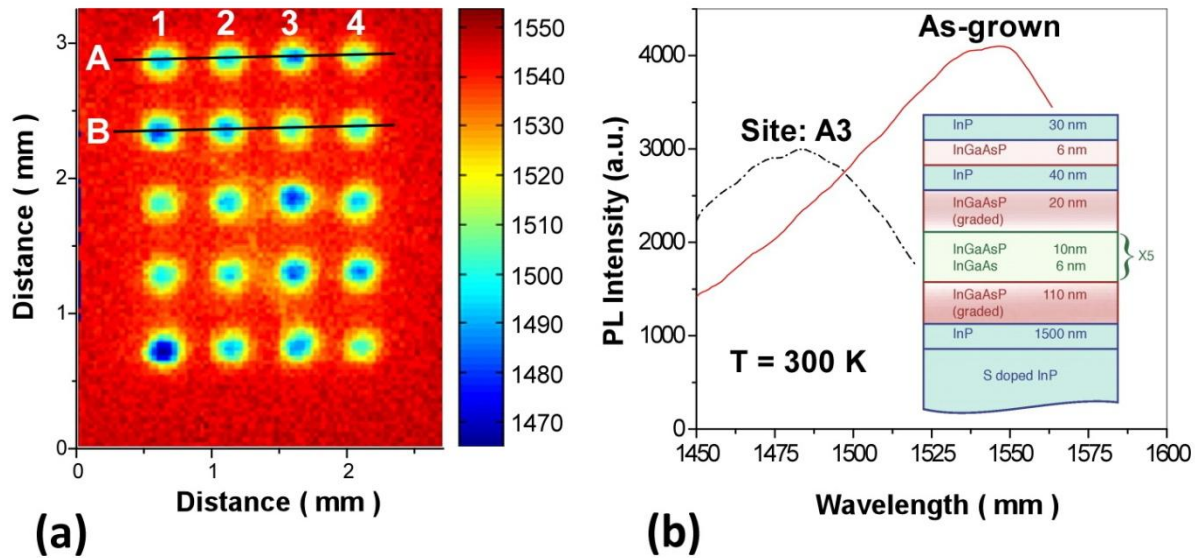 1 2 3 4
A
B
3
2
1
0
0 1 2
Distance ( mm )
Distance ( mm )
1550
1540
1530
1520
1510
1500
1490
1480
1470
(a)
As-grown
Site: A3
T = 300 K
4000
3000
2000
1000
0
PL Intensity (a.u.)
InP 30 nm
InGaAsP 6 nm
InP 40 nm
InGaAsP 20 nm
(graded)
InGaAsP 10nm
InGaAs 6 nm
X5
InGaAsP 110 nm
(graded)
InP 1500 nm
S doped InP
1450 1475 1500 1525 1550 1575 1600
Wavelength ( mm )
(b)